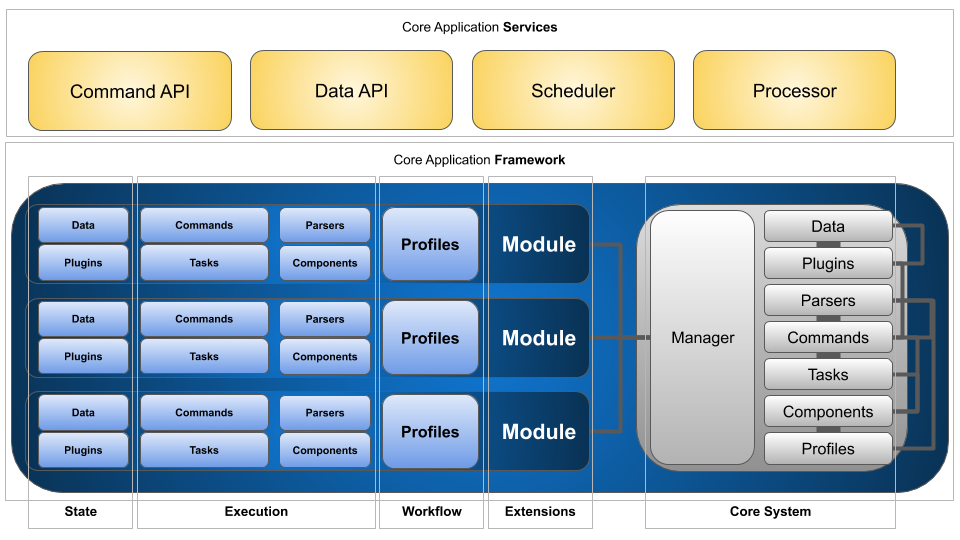 Core Application Services
Command API
Data API
Scheduler
Processor
Core Application Framework
Data
Commands
Parsers
Plugins
Tasks
Components
Profiles
Module
Data
Commands
Parsers
Plugins
Tasks
Components
Profiles
Module
Data
Commands
Parsers
Plugins
Tasks
Components
Profiles
Module
Manager
Data
Plugins
Parsers
Commands
Tasks
Components
Profiles
State
Execution
Workflow
Extensions
Core System